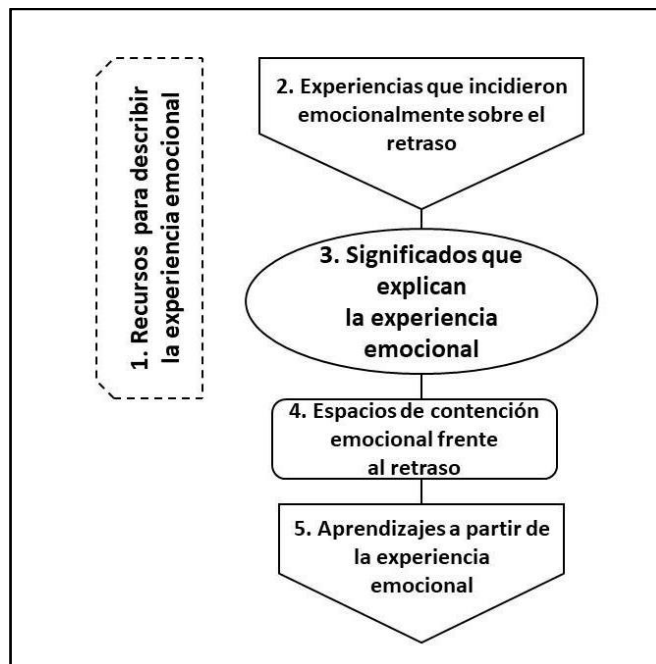 1. Recursos para describir
la experiencia emocional
2. Experiencias que incidieron
emocionalmente sobre el
retraso
3. Significados que
explican
la experiencia
emocional
4. Espacios de contención
emocional frente
al retraso
5. Aprendizajes a partir de
la experiencia
emocional